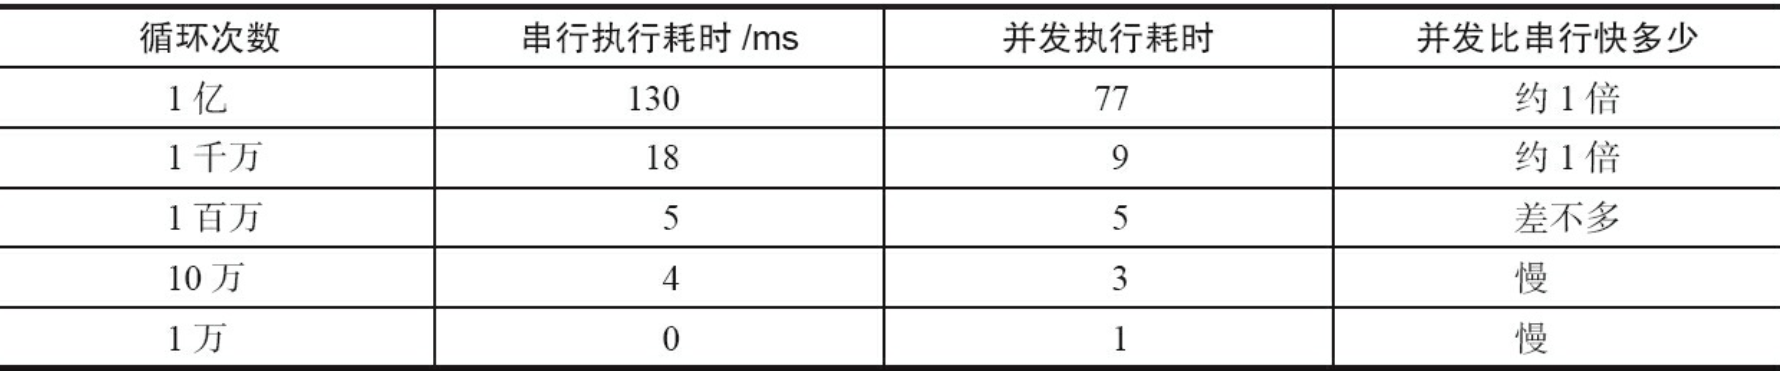 循环次数 串行执行耗时 /ms 并发执行耗时 并发比串行快多少
1 亿 130 77 约 1 倍
1 千万 18 9 约 1 倍
1 百万 5 5 差不多
10 万 4 3 慢
1 万 0 1 慢